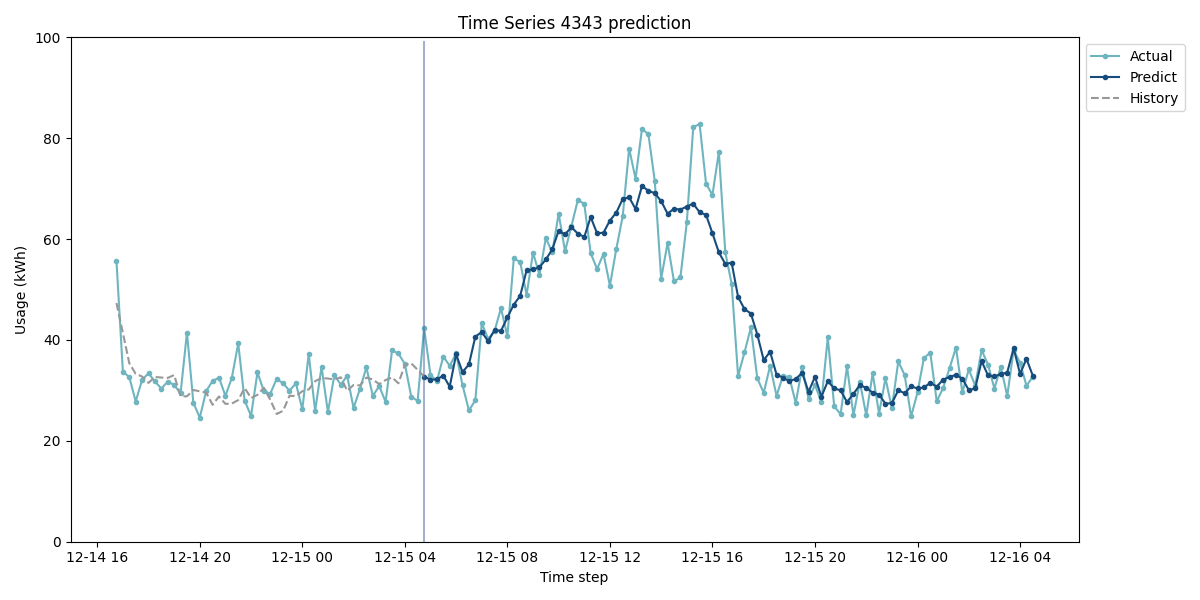 Time Series 4343 prediction
Actual
Predict
History
Usage (kWh)
100
80
60
40
20
0
12-14 16
12-14 20
12-15 00
12-15 04
12-15 08
12-15 12
12-15 16
12-15 20
12-16 00
12-16 04
Time step